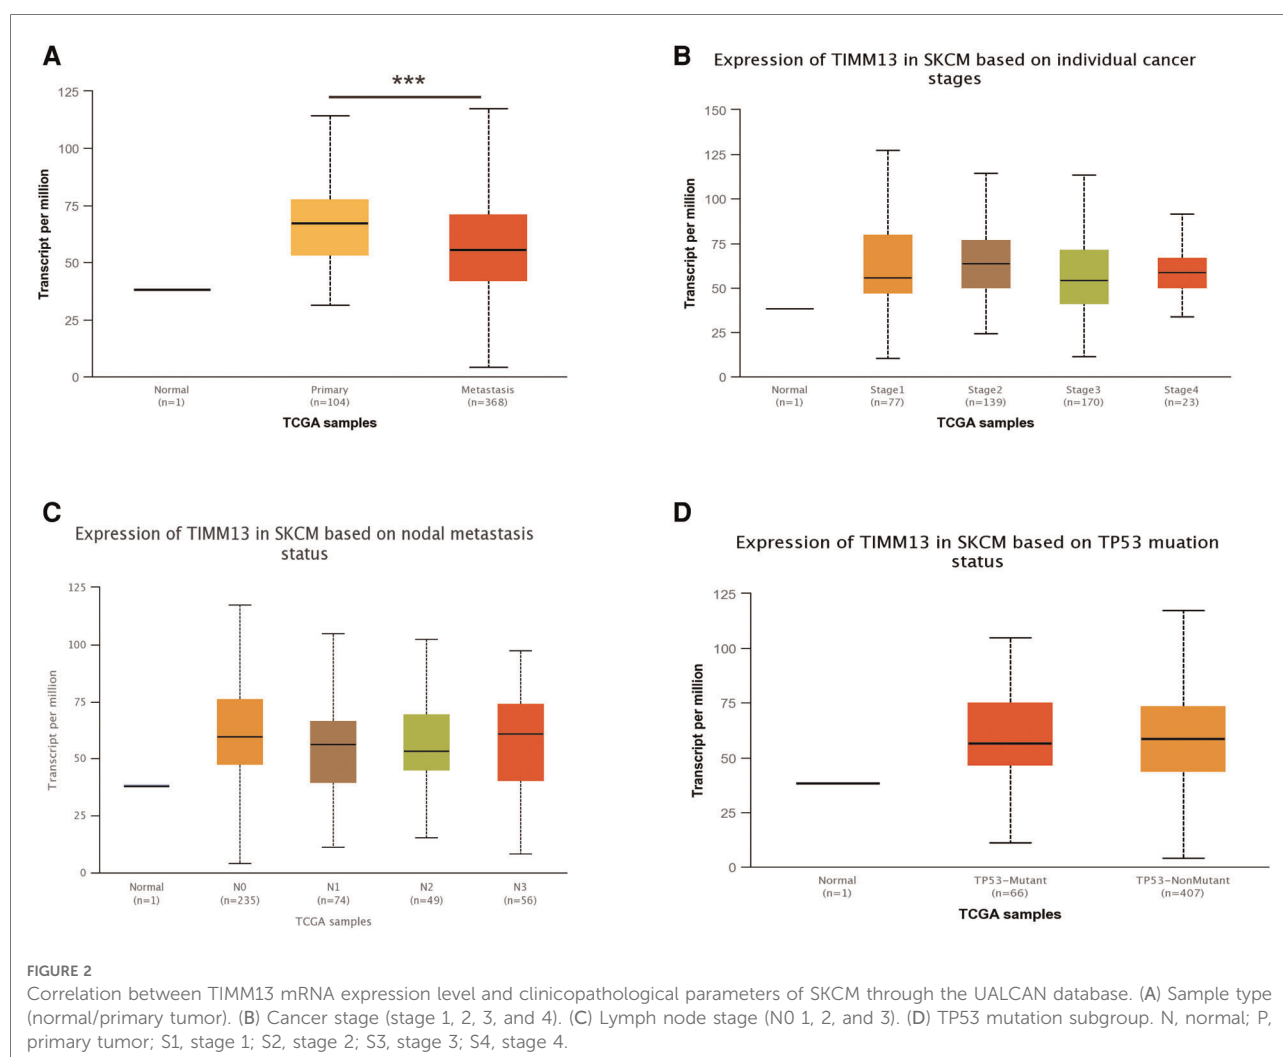 A
***
125
100
75
50
25
0
Transcript per million
Normal
(n=1)
Primary
(n=104)
Metastasis
(n=368)
TCGA samples
B
Expression of TIMM13 in SKCM based on individual cancer
stages
150
125
100
75
50
25
0
Transcript per million
Normal
(n=1)
Stage1
(n=77)
Stage2
(n=139)
Stage3
(n=170)
Stage4
(n=23)
TCGA samples
C
Expression of TIMM13 in SKCM based on nodal metastasis
status
125
100
75
50
25
0
Transcript per million
Normal
(n=1)
N0
(n=235)
N1
(n=74)
N2
(n=49)
N3
(n=56)
TCGA samples
D
Expression of TIMM13 in SKCM based on TP53 muation
status
125
100
75
50
25
0
Transcript per million
Normal
(n=1)
TP53-Mutant
(n=66)
TP53-NonMutant
(n=407)
TCGA samples
FIGURE 2
Correlation between TIMM13 mRNA expression level and clinicopathological parameters of SKCM through the UALCAN database. (A) Sample type
(normal/primary tumor). (B) Cancer stage (stage 1, 2, 3, and 4). (C) Lymph node stage (N0 1, 2, and 3). (D) TP53 mutation subgroup. N, normal; P,
primary tumor; S1, stage 1; S2, stage 2; S3, stage 3; S4, stage 4.